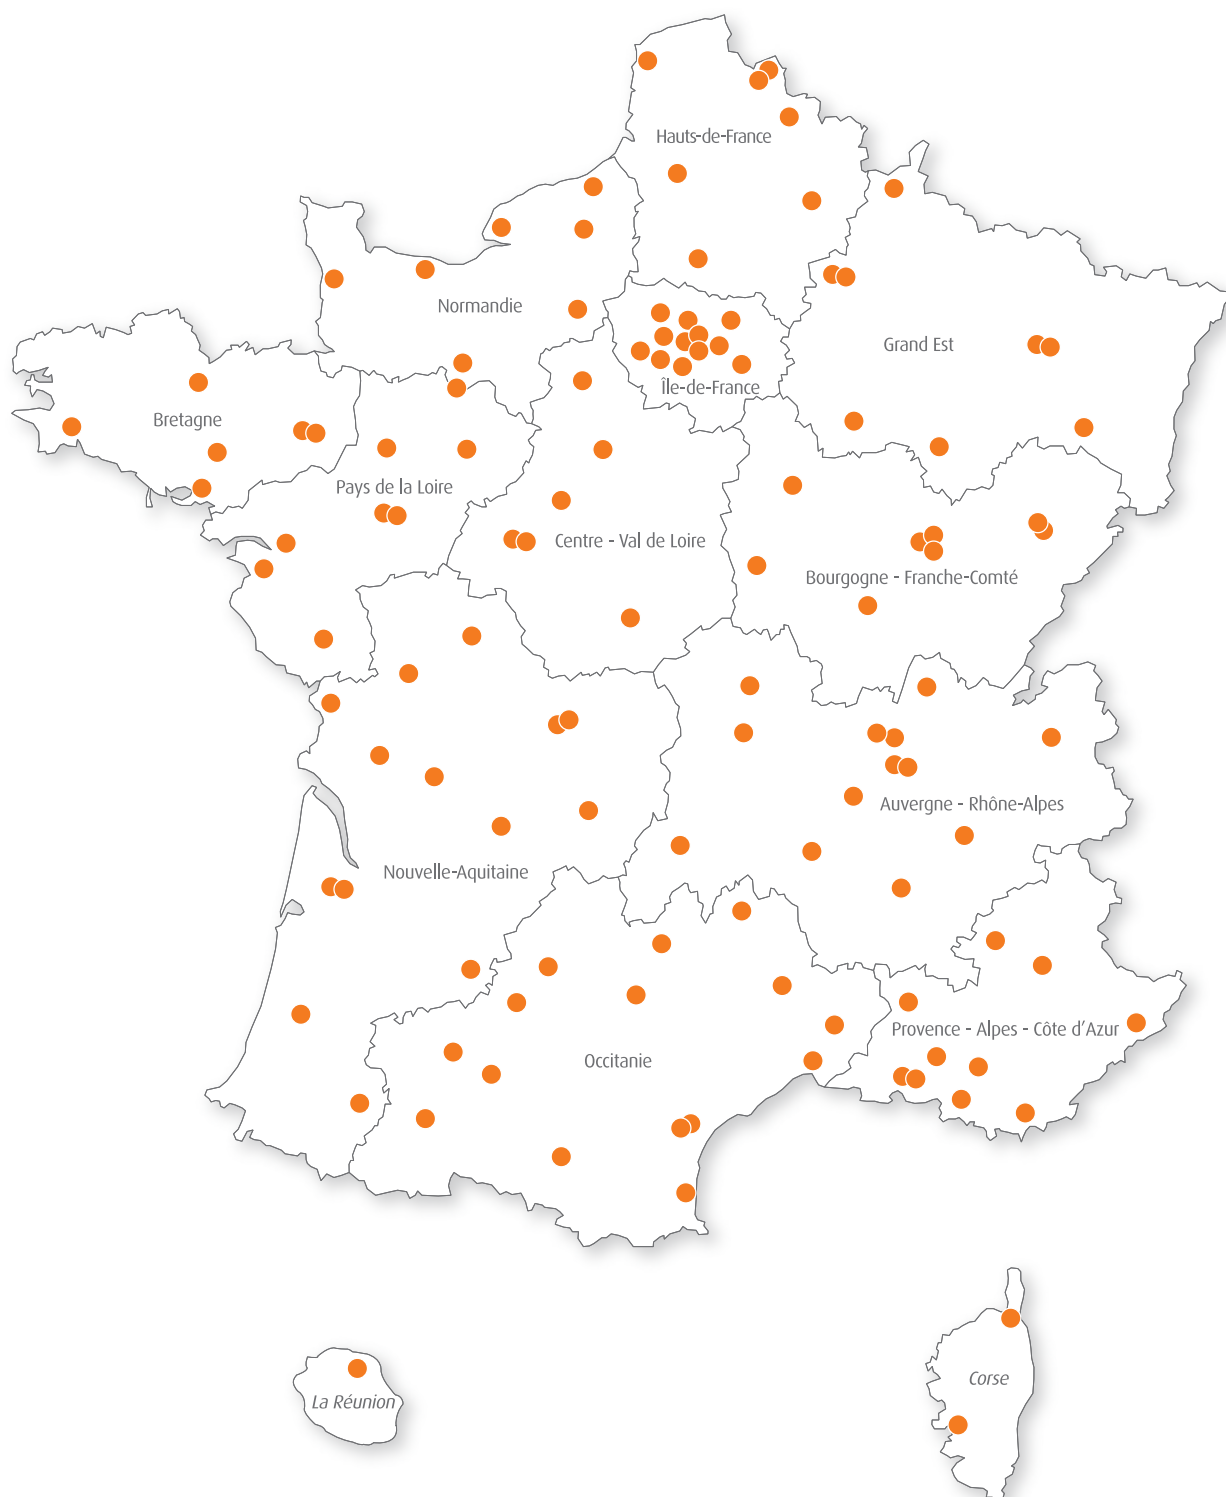 Hauts-de-France
Normandie
Grand Est
Île-de-France
Bretagne
Pays de la Loire
Centre - Val de Loire
Bourgogne - Franche-Comté
Auvergne - Rhône-Alpes
Nouvelle-Aquitaine
Provence - Alpes - Côte d'Azur
Occitanie
Corse
La Réunion